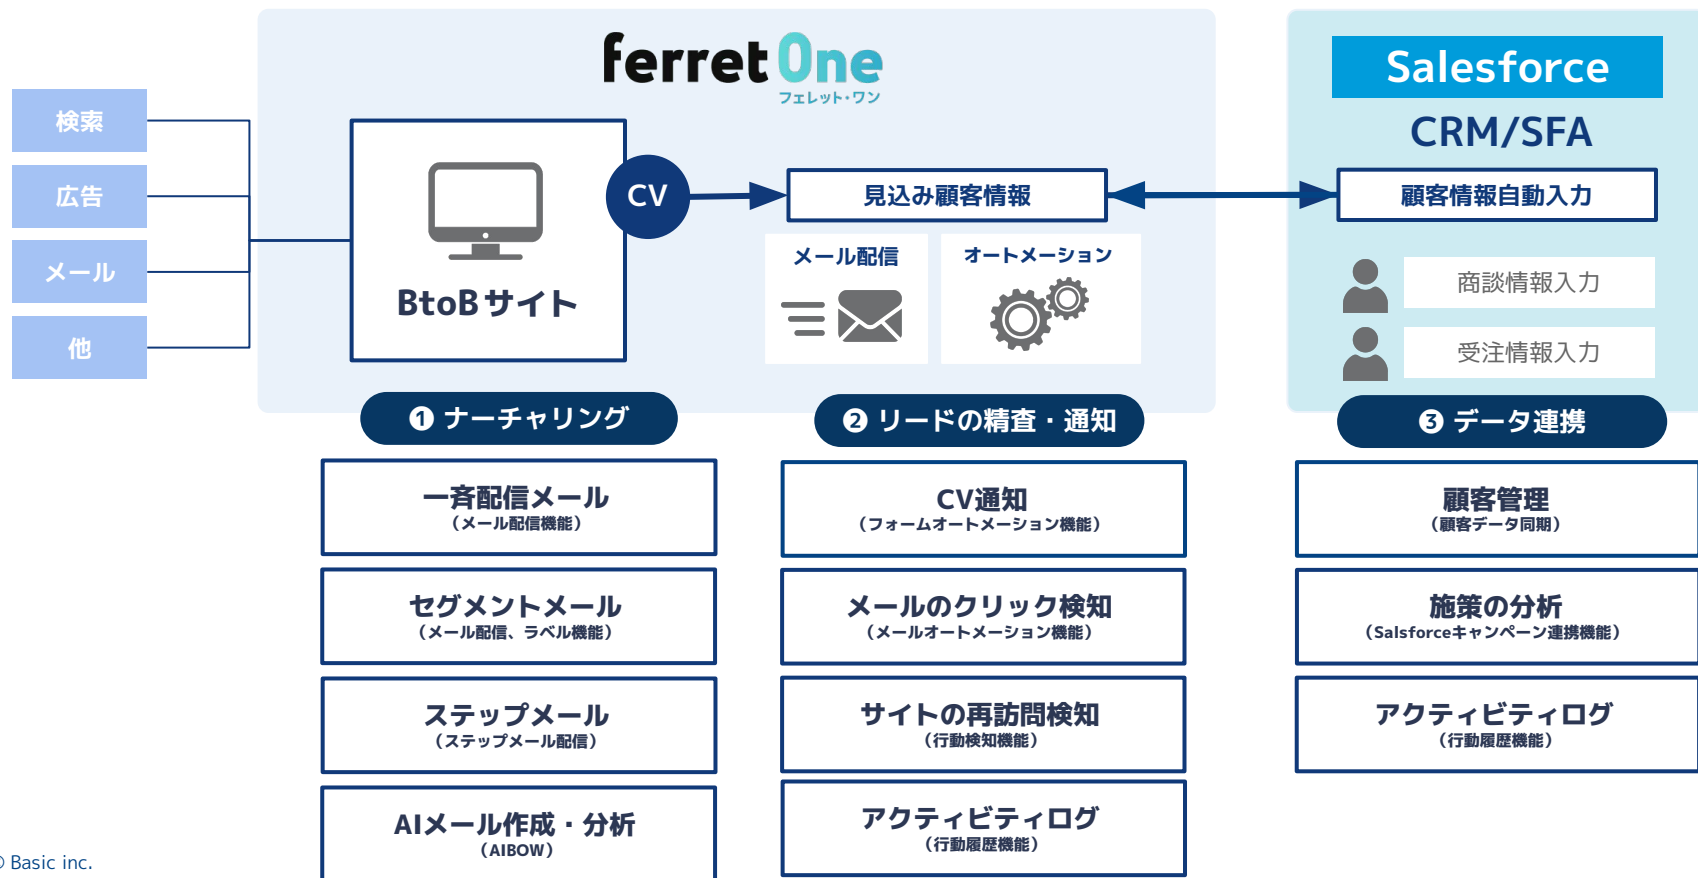 ferret One
フェレット・ワン
Salesforce
CRM/SFA
検索
広告
メール
他
BtoBサイト
CV
見込み顧客情報
メール配信
オートメーション
顧客情報自動入力
商談情報入力
受注情報入力
❶ ナーチャリング
❷ リードの精査・通知
❸ データ連携
一斉配信メール
（メール配信機能）
セグメントメール
（メール配信、ラベル機能）
ステップメール
（ステップメール配信）
AIメール作成・分析
（AIBOW）
CV通知
（フォームオートメーション機能）
メールのクリック検知
（メールオートメーション機能）
サイトの再訪問検知
（行動検知機能）
アクティビティログ
（行動履歴機能）
顧客管理
（顧客データ同期）
施策の分析
（Salsforceキャンペーン連携機能）
アクティビティログ
（行動履歴機能）
© Basic inc.